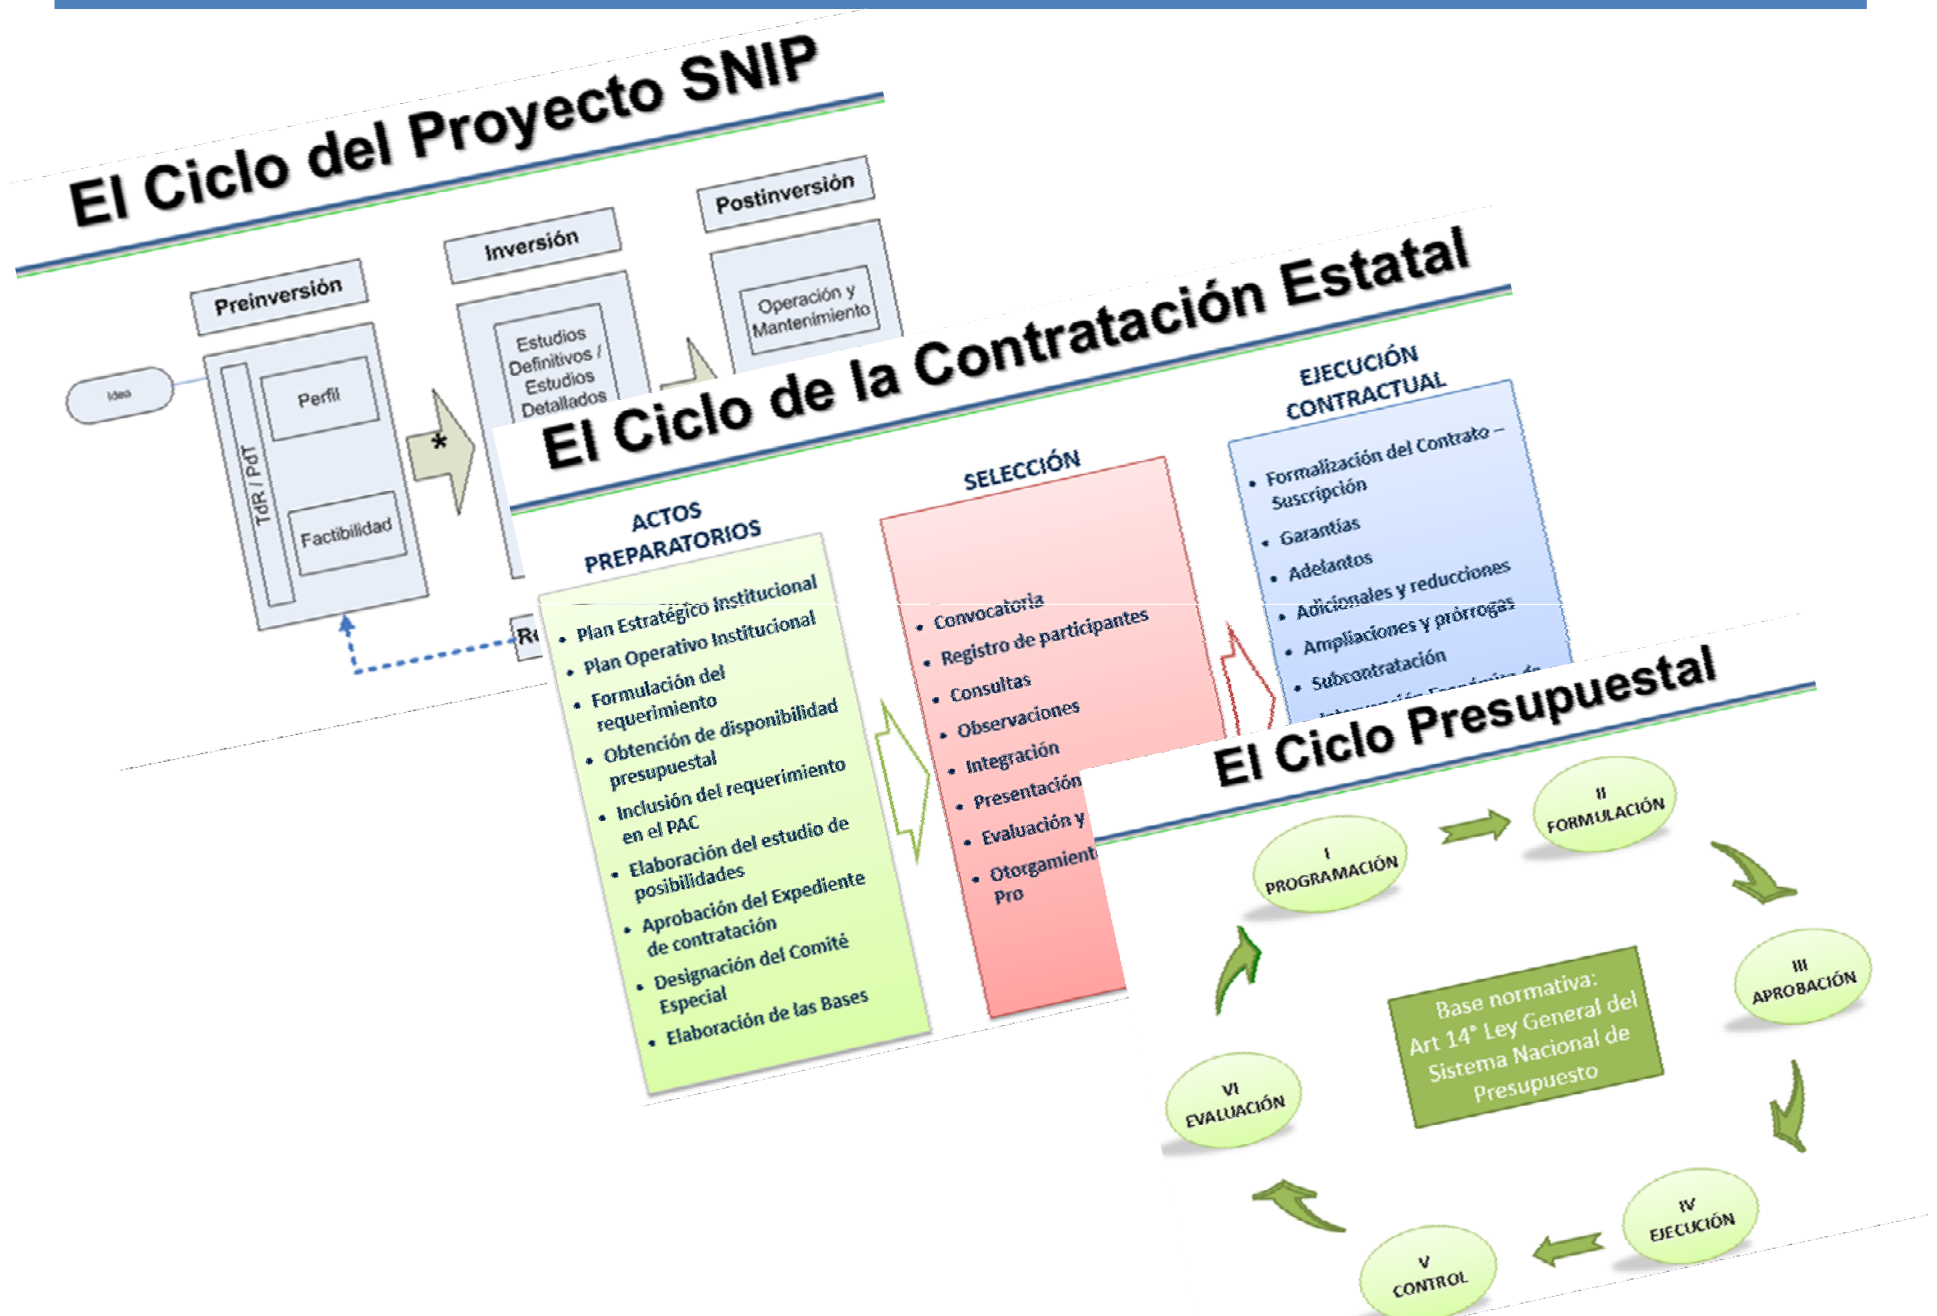 El Ciclo del Proyecto SNIP
Preinversión
Inversión
Postinversión
Idea
TdR / PdT
Perfil
Factibilidad
*
Estudios
Definitivos /
Estudios
Detallados
Operación y
Mantenimiento
El Ciclo de la Contratación Estatal
ACTOS
PREPARATORIOS
• Plan Estratégico Institucional
• Plan Operativo Institucional
• Formulación del
requerimiento
• Obtención de disponibilidad
presupuestal
• Inclusión del requerimiento
en el PAC
• Elaboración del estudio de
posibilidades
• Aprobación del Expediente
de contratación
• Designación del Comité
Especial
• Elaboración de las Bases
SELECCIÓN
• Convocatoria
• Registro de participantes
• Consultas
• Observaciones
• Integración
• Presentación
• Evaluación y
• Otorgamient
Pro
EJECUCIÓN
CONTRACTUAL
• Formalización del Contrato –
Suscripción
• Garantías
• Adelantos
• Adicionales y reducciones
• Ampliaciones y prórrogas
• Subcontratación
El Ciclo Presupuestal
I
PROGRAMACIÓN
II
FORMULACIÓN
III
APROBACIÓN
IV
EJECUCIÓN
V
CONTROL
VI
EVALUACIÓN
Base normativa:
Art 14° Ley General del
Sistema Nacional de
Presupuesto